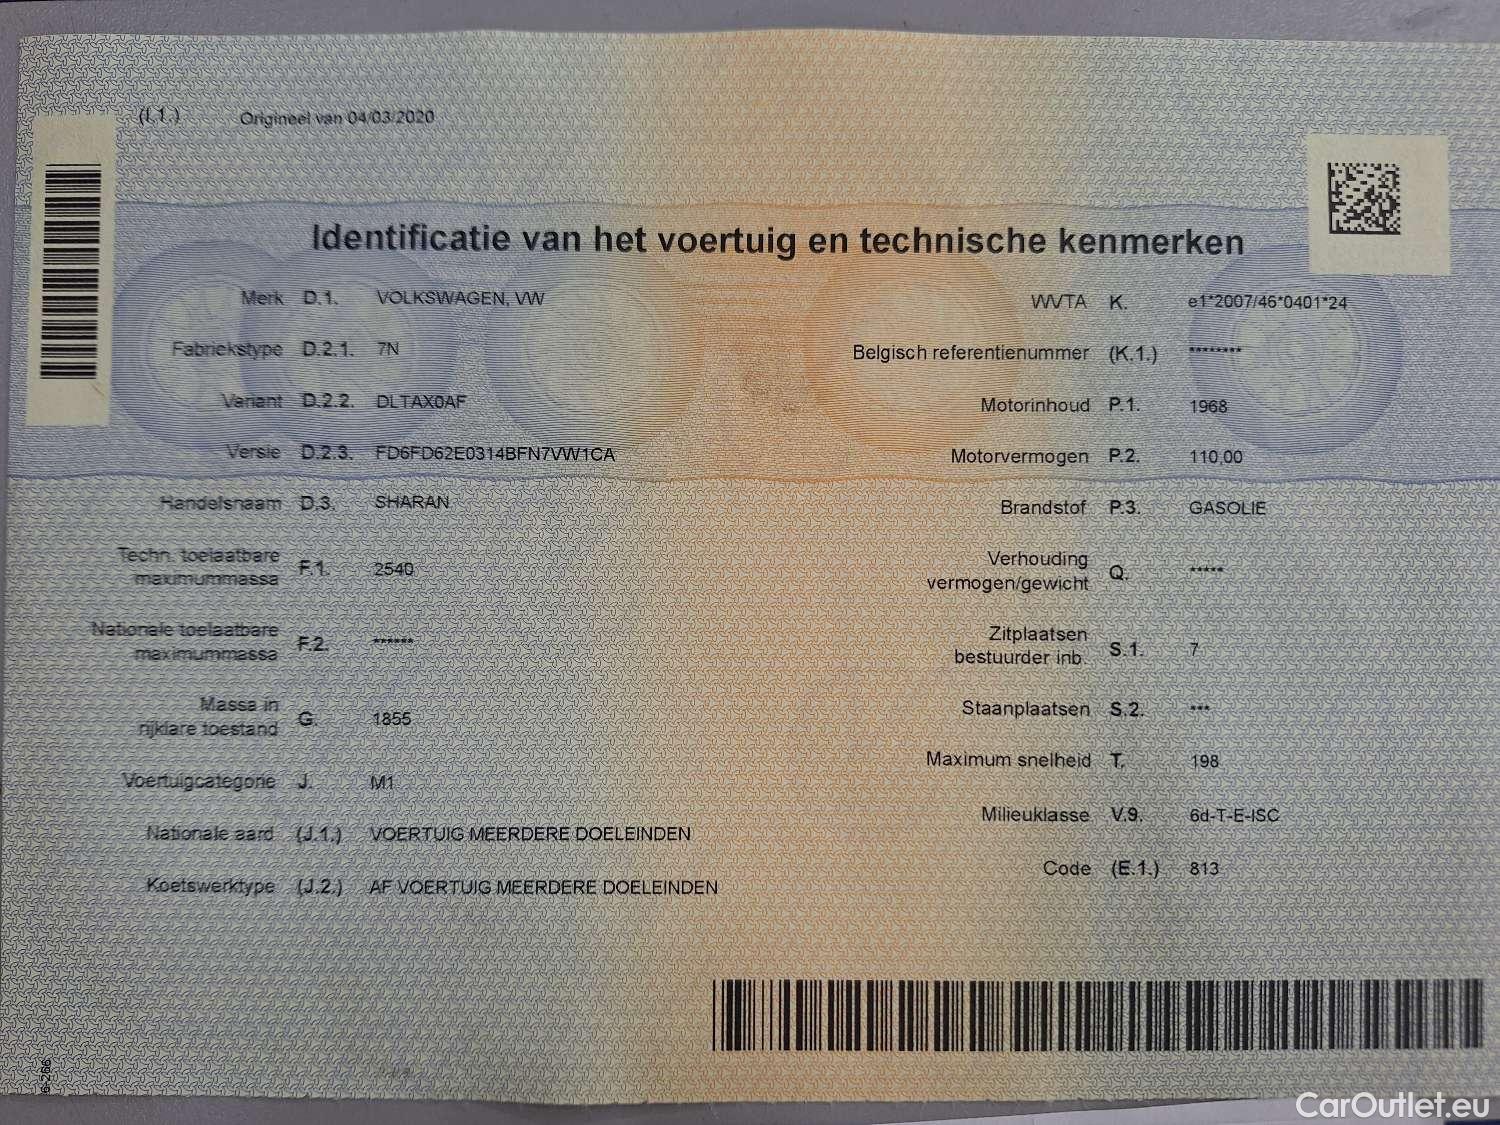 (I.1.) Origineel van 04/03/2020
Identificatie van het voertuig en technische kenmerken
Merk D.1. VOLKSWAGEN, VW
Fabriekstype D.2.1. 7N
Variant D.2.2. DLTAX0AF
Versie D.2.3. FD6FD62E0314BFN7VW1CA
Handelsnaam D.3. SHARAN
Techn. toelaatbare
maximummassa F.1. 2540
Nationale toelaatbare
maximummassa F.2. ******
Massa in
rijklare toestand G. 1855
Voertuigcategorie J. M1
Nationale aard (J.1.) VOERTUIG MEERDERE DOELEINDEN
Koetswerktype (J.2.) AF VOERTUIG MEERDERE DOELEINDEN
WVTA K. e1*2007/46*0401*24
Belgisch referentienummer (K.1.) ********
Motorinhoud P.1. 1968
Motorvermogen P.2. 110,00
Brandstof P.3. GASOLIE
Verhouding
vermogen/gewicht Q. *****
Zitplaatsen
bestuurder inb. S.1. 7
Staanplaatsen S.2. ***
Maximum snelheid T. 198
Milieuklasse V.9. 6d-T-E-ISC
Code (E.1.) 813
6-266
CarOutlet.eu